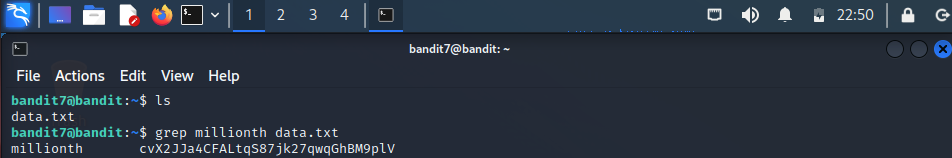 1 2 3 4 22:50
bandit7@bandit: ~
File Actions Edit View Help
bandit7@bandit:~$ ls
data.txt
bandit7@bandit:~$ grep millionth data.txt
millionth cvX2JJa4CFALtqS87jk27qwqGhBM9plV